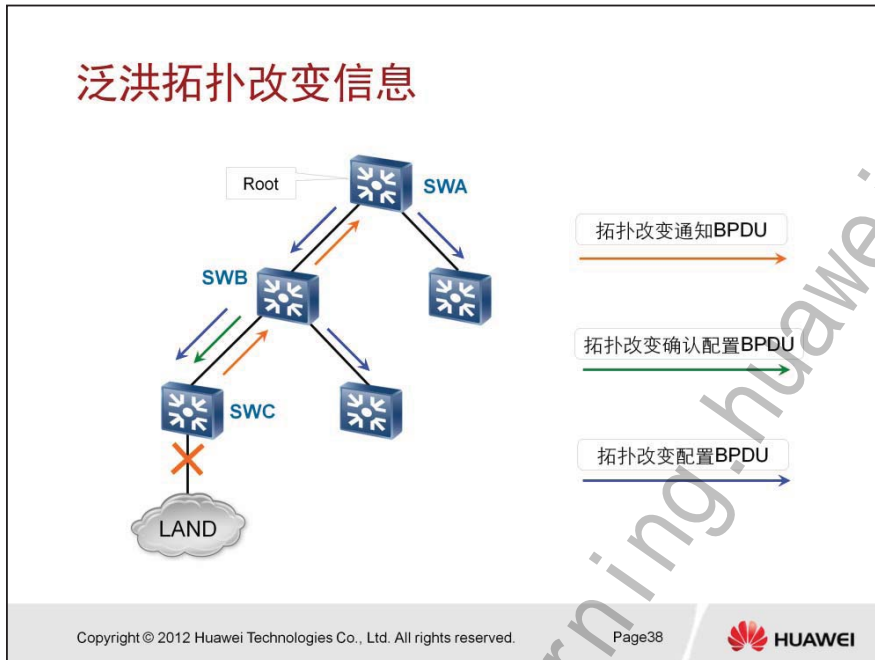 泛洪拓扑改变信息
Root
SWA
拓扑改变通知BPDU
SWB
拓扑改变确认配置BPDU
SWC
拓扑改变配置BPDU
LAND
Copyright © 2012 Huawei Technologies Co., Ltd. All rights reserved.
Page38
HUAWEI
rning.huawei.